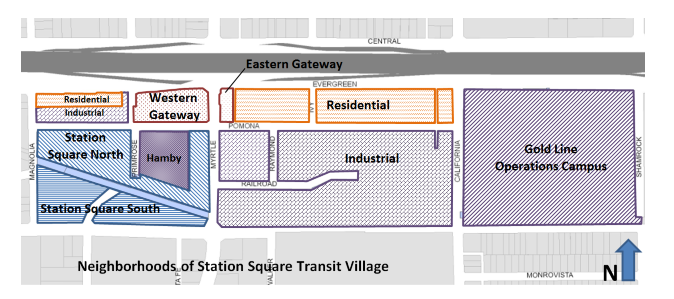 CENTRAL
Eastern Gateway
EVERGREEN
Residential
Industrial
Western
Gateway
IVY
Residential
POMONA
Station
Square North
PRIMROSE
Hamby
MYRTLE
RAYMOND
Industrial
Gold Line
Operations Campus
MAGNOLIA
CALIFORNIA
SHAMROCK
RAILROAD
Station Square South
Neighborhoods of Station Square Transit Village
N
MONROVISTA